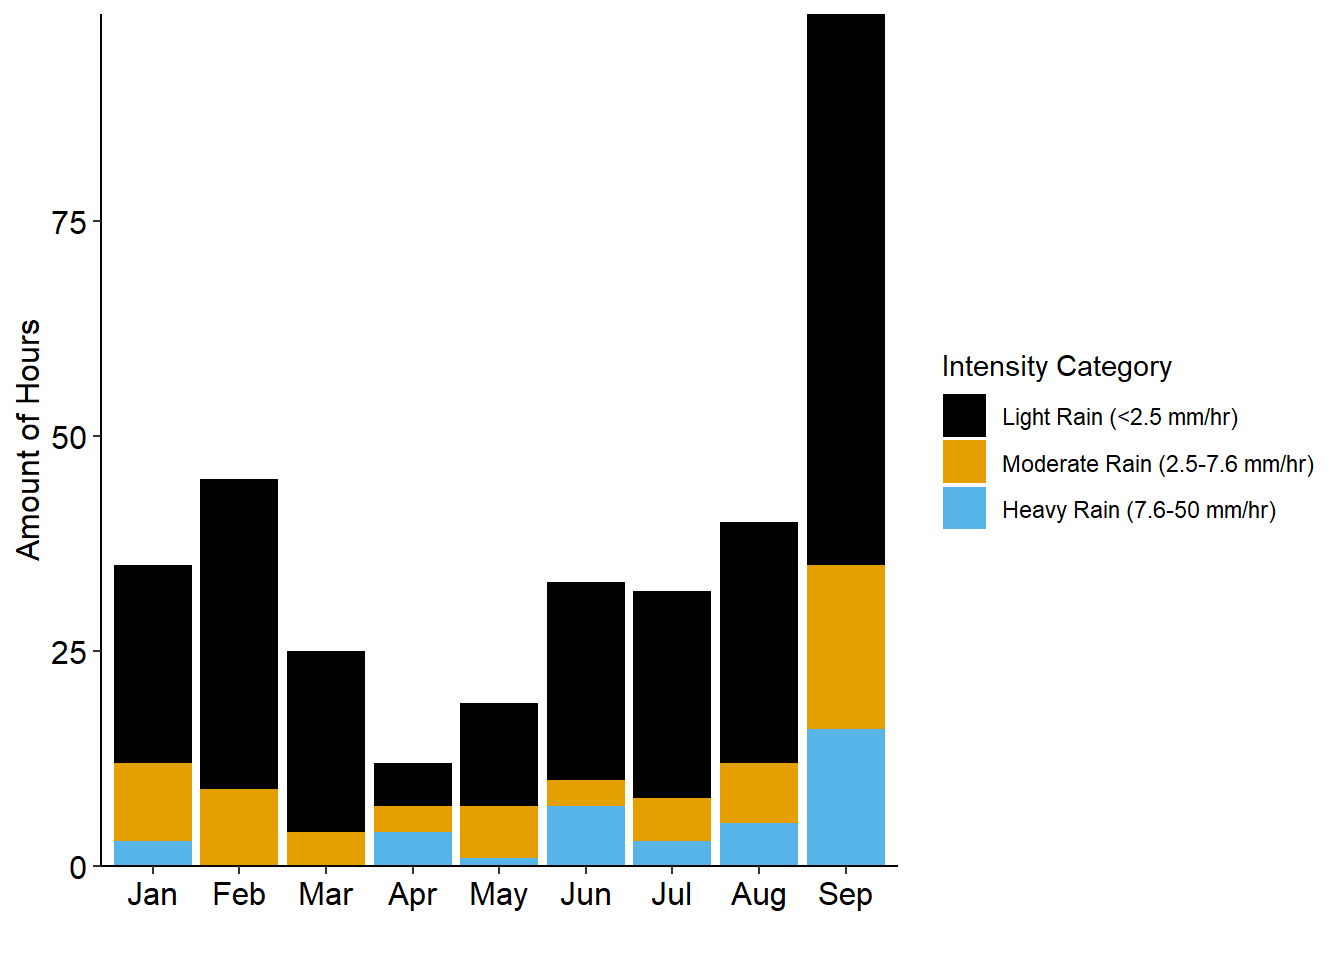 Amount of Hours
75
50
25
0
Jan Feb Mar Apr May Jun Jul Aug Sep
Intensity Category
Light Rain (<2.5 mm/hr)
Moderate Rain (2.5-7.6 mm/hr)
Heavy Rain (7.6-50 mm/hr)